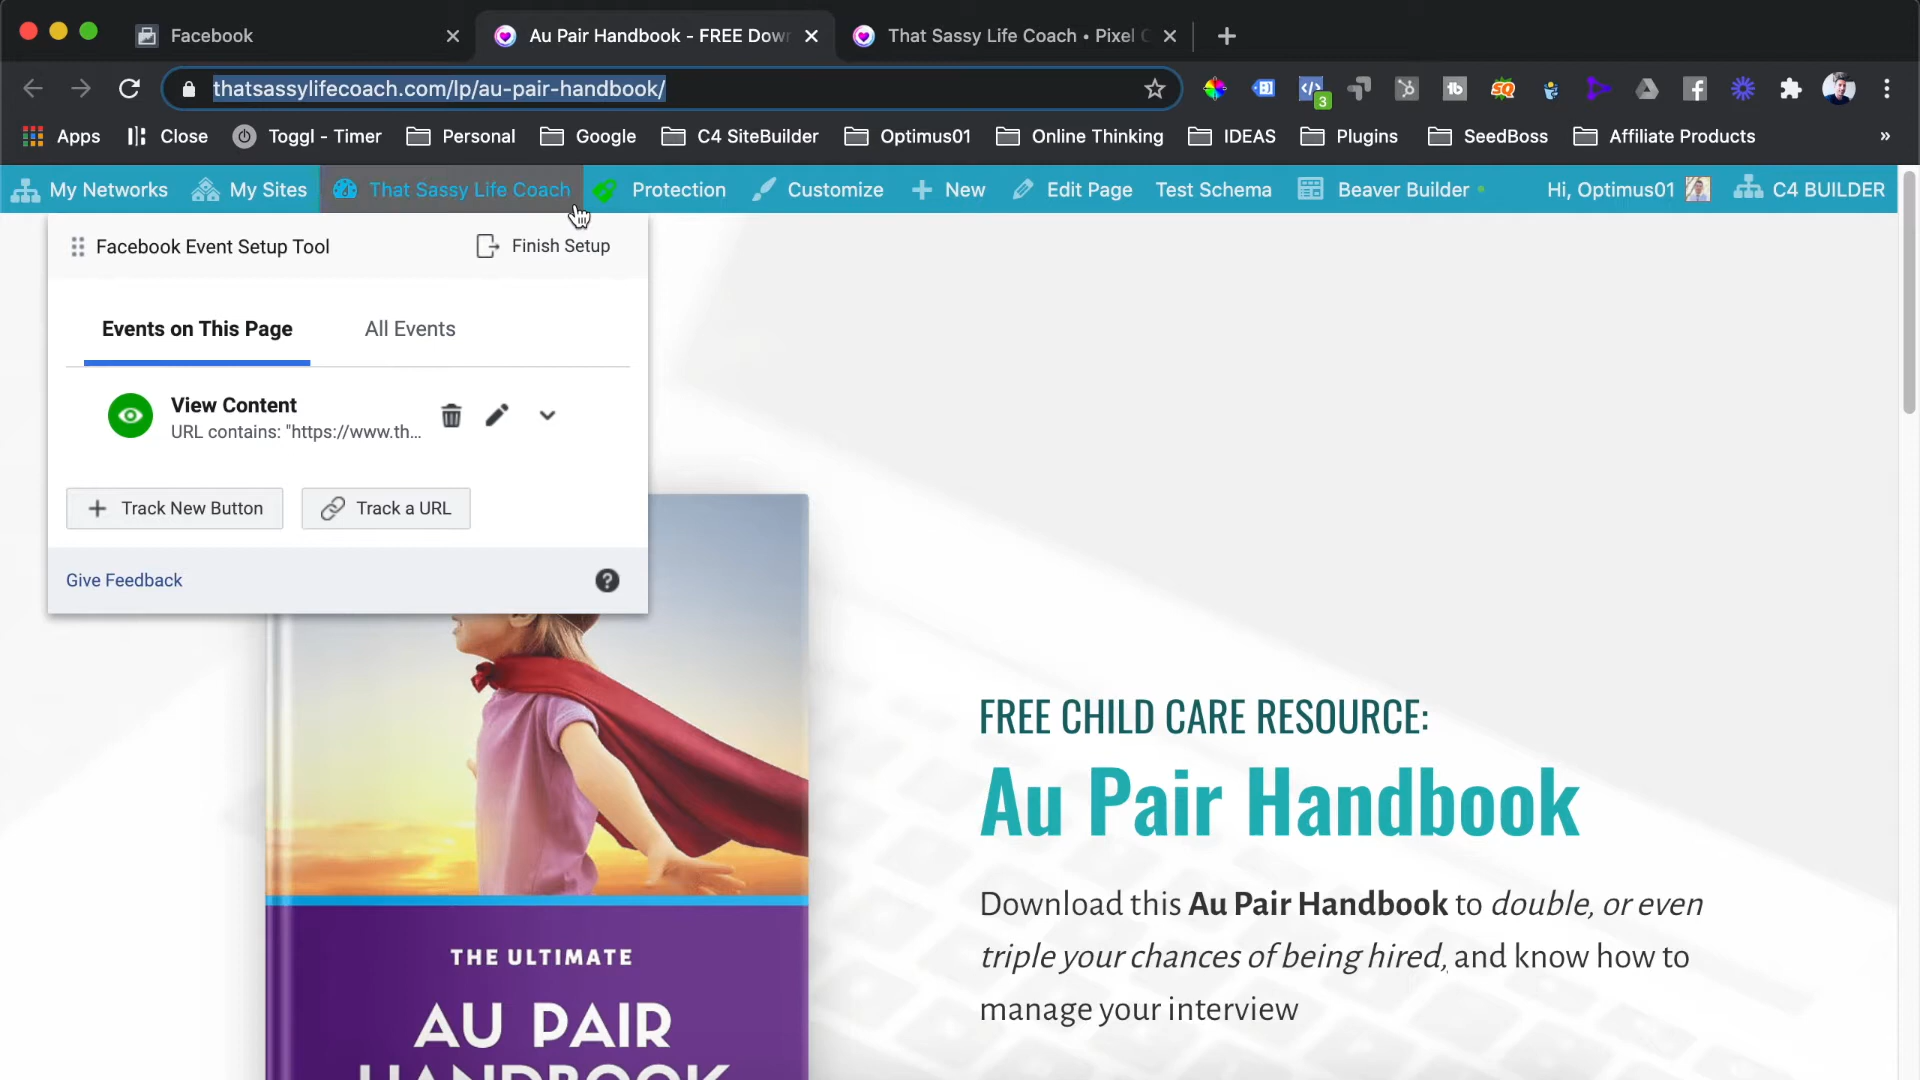 Facebook
Au Pair Handbook - FREE Dow
That Sassy Life Coach • Pixel C
thatsassylifecoach.com/lp/au-pair-handbook/
3
Apps
Close
Toggl - Timer
Personal
Google
C4 SiteBuilder
Optimus01
Online Thinking
IDEAS
Plugins
SeedBoss
Affiliate Products
»
My Networks
My Sites
That Sassy Life Coach
Protection
Customize
New
Edit Page
Test Schema
Beaver Builder
Hi, Optimus01
C4 BUILDER
Facebook Event Setup Tool
Finish Setup
Events on This Page
All Events
View Content
URL contains: "https://www.th...
Track New Button
Track a URL
Give Feedback
FREE CHILD CARE RESOURCE:
Au Pair Handbook
Download this Au Pair Handbook to double, or even
triple your chances of being hired, and know how to
manage your interview
THE ULTIMATE
AU PAIR
HANDBOOK